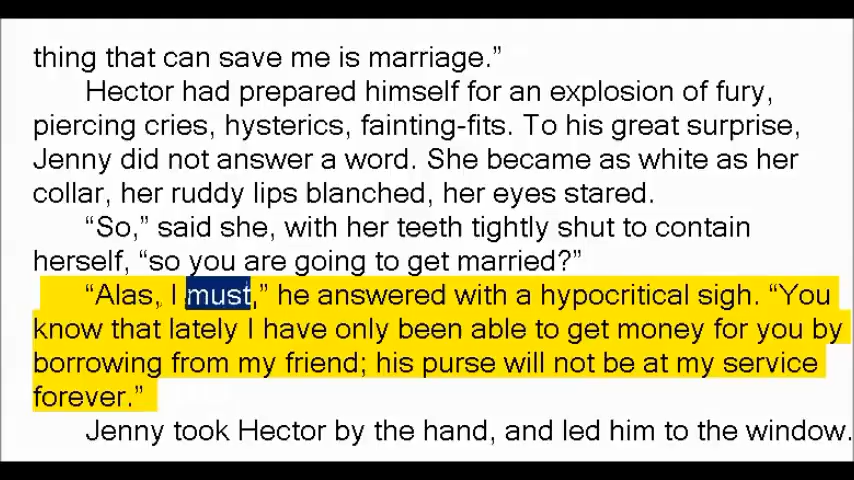 thing that can save me is marriage.”
Hector had prepared himself for an explosion of fury,
piercing cries, hysterics, fainting-fits. To his great surprise,
Jenny did not answer a word. She became as white as her
collar, her ruddy lips blanched, her eyes stared.
“So,” said she, with her teeth tightly shut to contain
herself, “so you are going to get married?”
“Alas, I must,” he answered with a hypocritical sigh. “You
know that lately I have only been able to get money for you by
borrowing from my friend; his purse will not be at my service
forever.”
Jenny took Hector by the hand, and led him to the window.